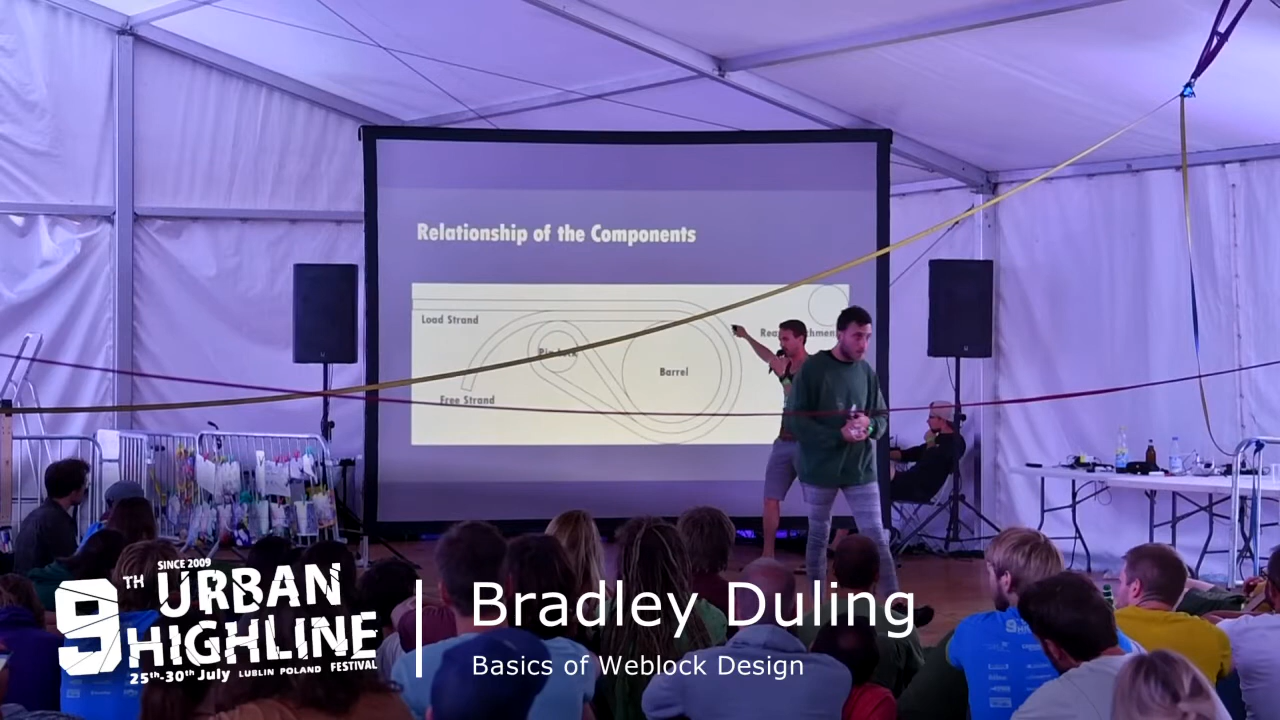 Relationship of the Components
Load Strand
Barrel
Free Strand
SINCE 2009
9TH URBAN
HIGHLINE
25th-30th July LUBLIN POLAND FESTIVAL
Bradley Duling
Basics of Weblock Design